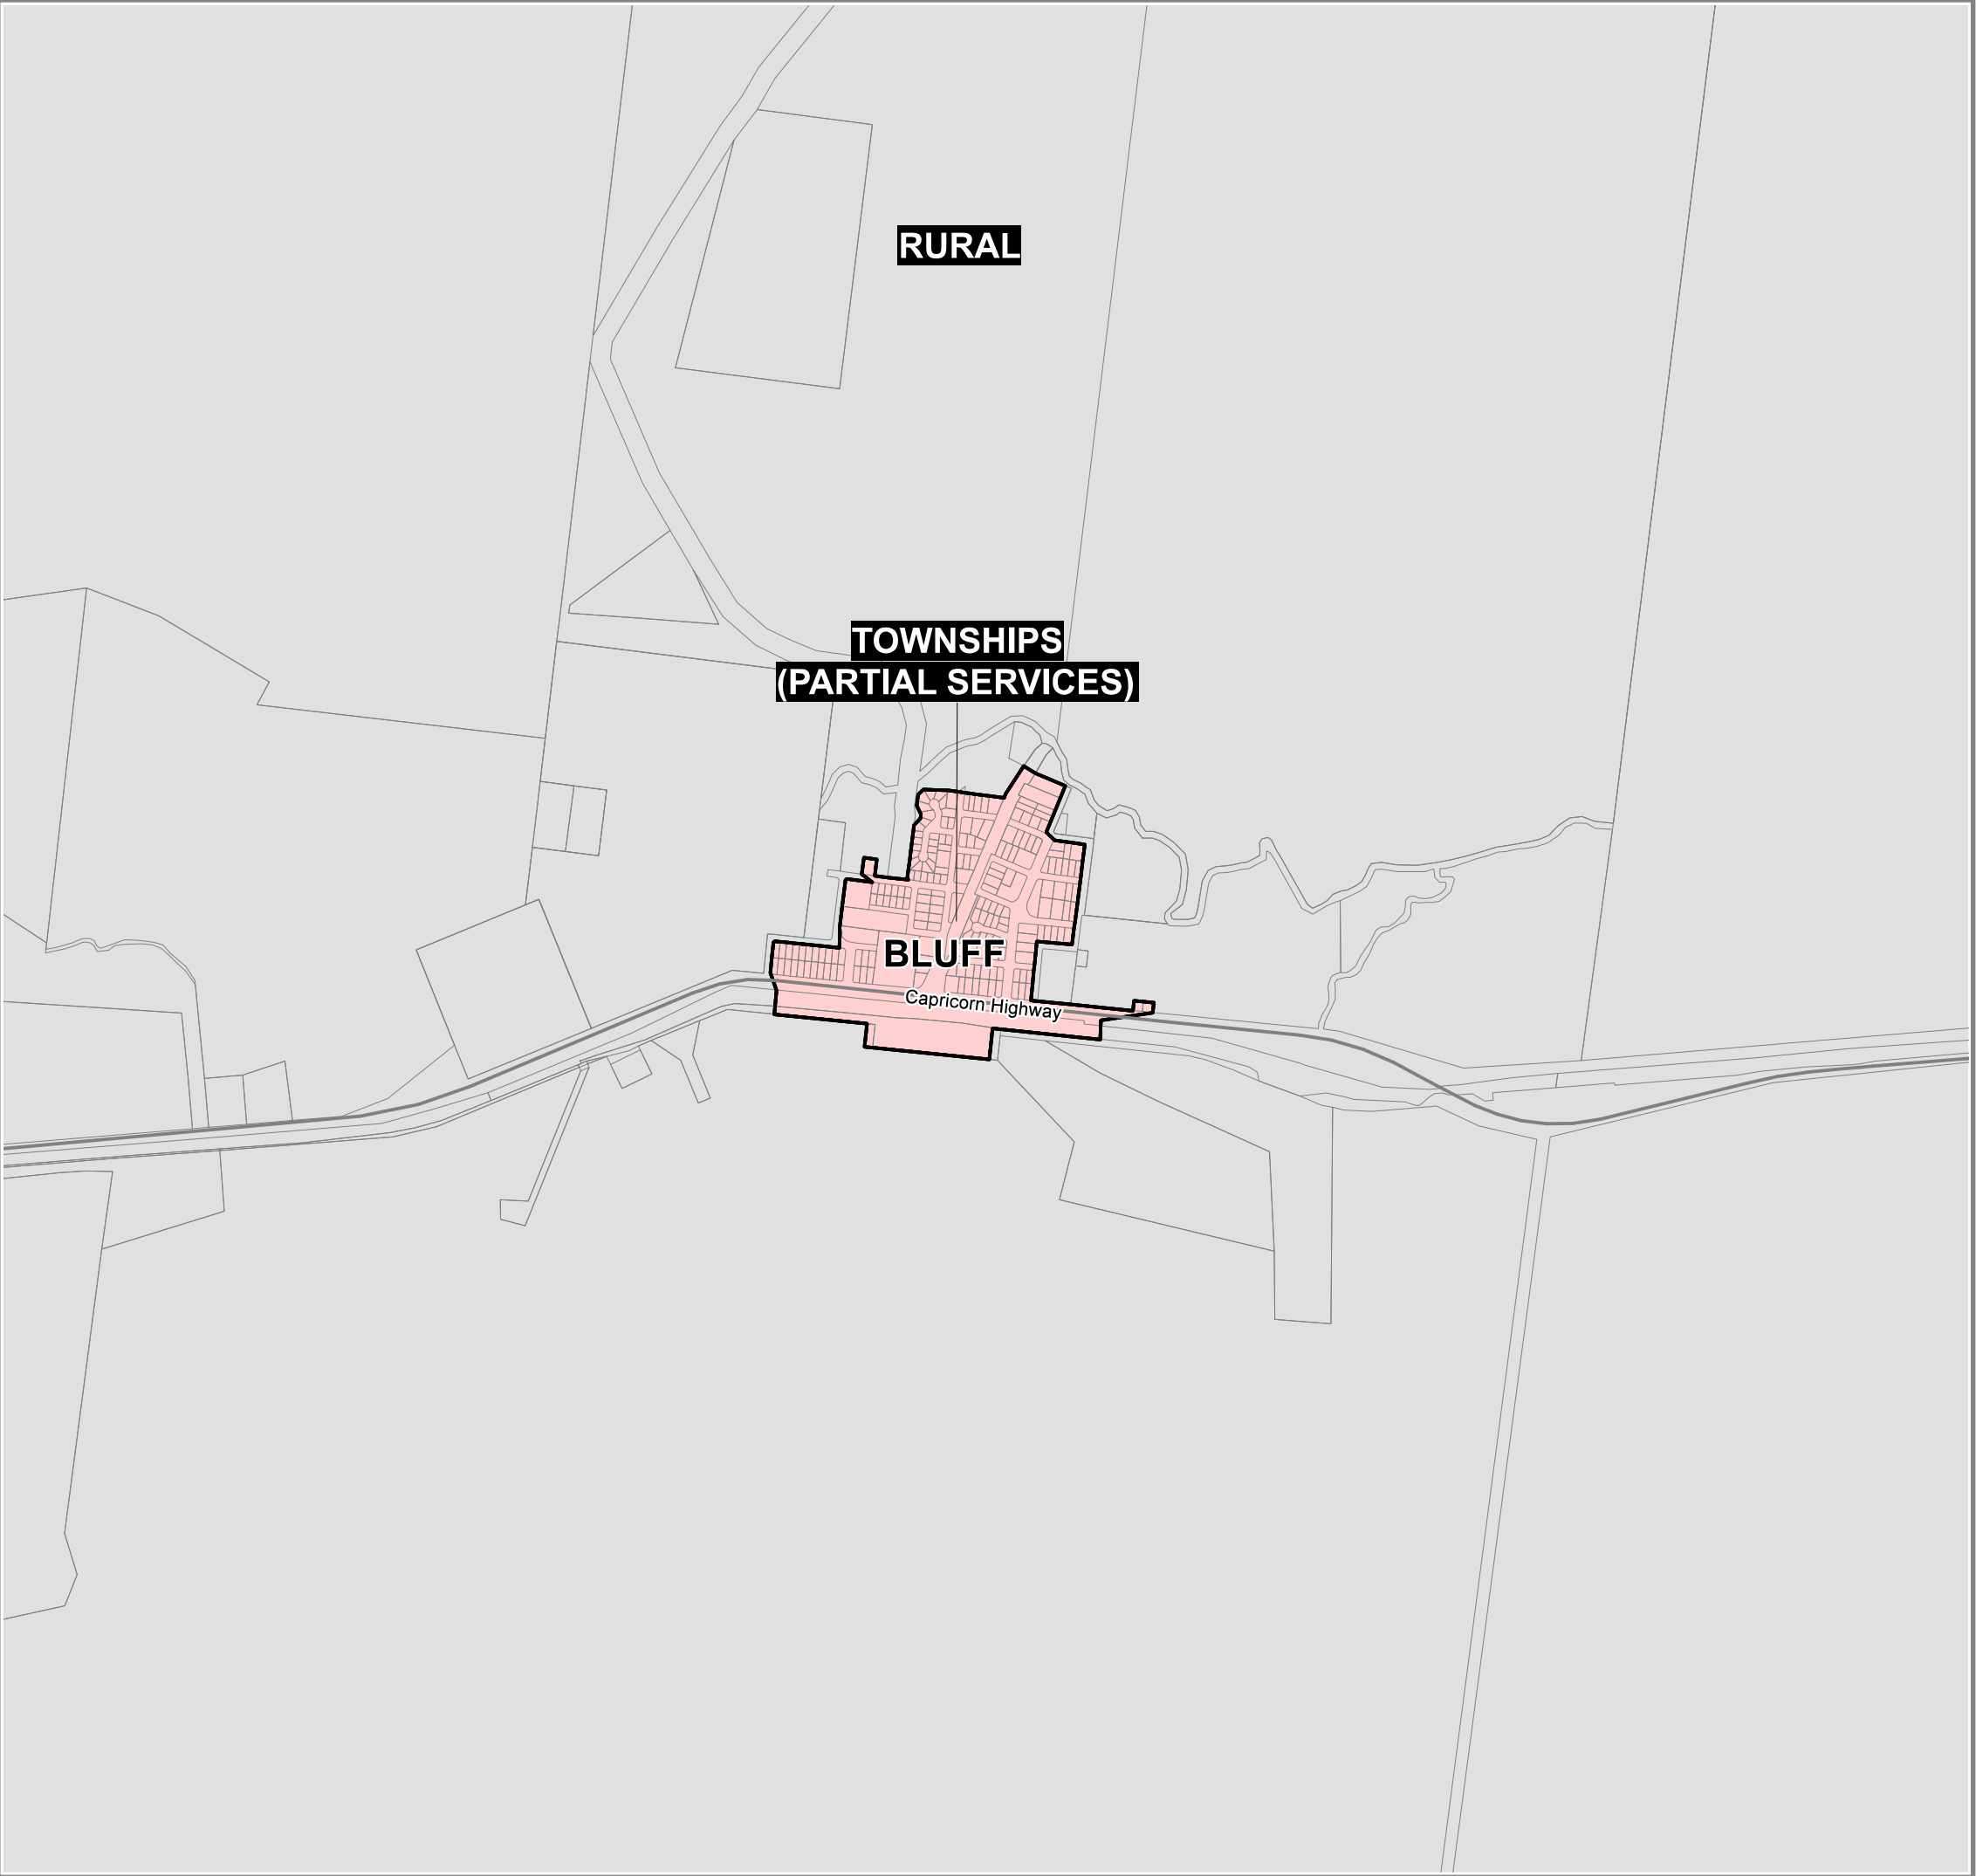 RURAL
TOWNSHIPS
(PARTIAL SERVICES)
BLUFF
Capricorn Highway